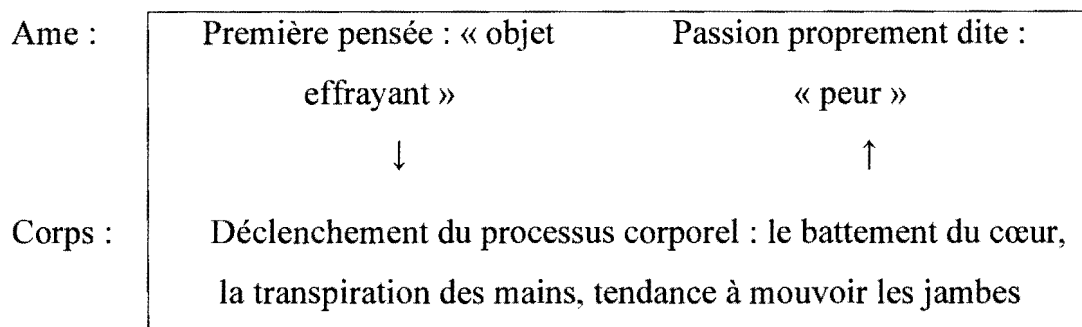 Ame : Première pensée : « objet Passion proprement dite :
effrayant » « peur »
↓ ↑
Corps : Déclenchement du processus corporel : le battement du cœur,
la transpiration des mains, tendance à mouvoir les jambes